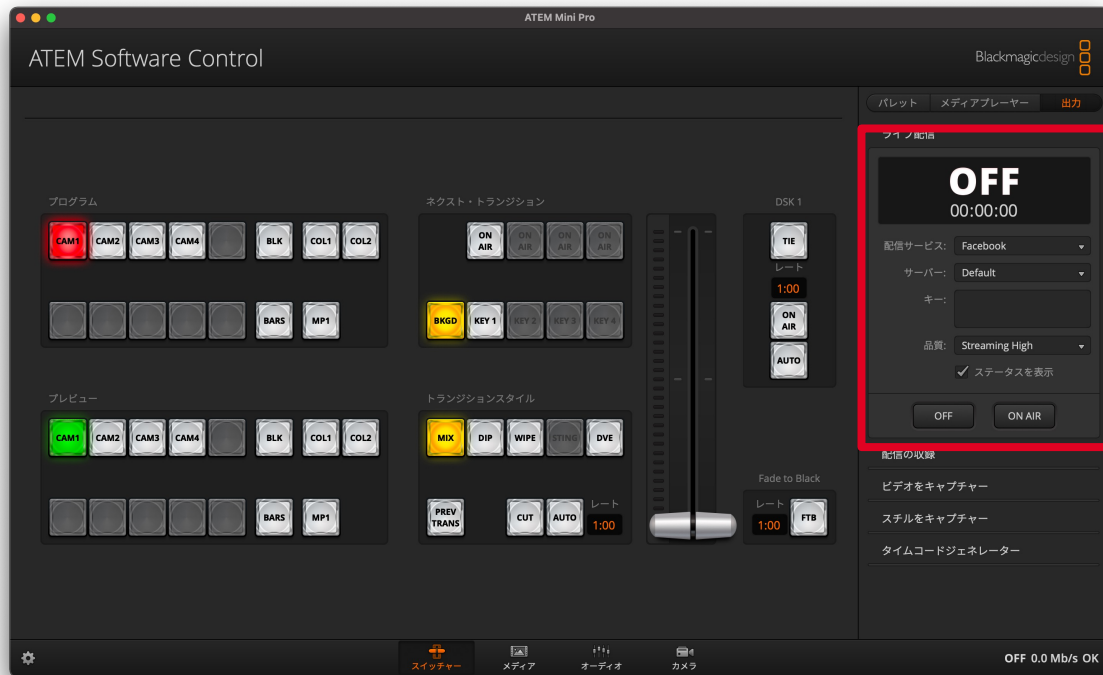 ATEM Mini Pro
ATEM Software Control
Blackmagicdesign
パレット メディアプレーヤー 出力
ライブ配信
OFF
00:00:00
配信サービス: Facebook
サーバー: Default
キー:
品質: Streaming High
ステータスを表示
OFF ON AIR
配信の収録
ビデオをキャプチャー
スチルをキャプチャー
タイムコードジェネレーター
プログラム
CAM1 CAM2 CAM3 CAM4 BLK COL1 COL2
BARS MP1
ネクスト・トランジション
ON AIR ON AIR ON AIR ON AIR
BKGD KEY 1 KEY 2 KEY 3 KEY 4
DSK 1
TIE
レート
1:00
ON AIR
AUTO
プレビュー
CAM1 CAM2 CAM3 CAM4 BLK COL1 COL2
BARS MP1
トランジションスタイル
MIX DIP WIPE STING DVE
PREV TRANS CUT AUTO レート 1:00
Fade to Black
レート
1:00 FTB
スイッチャー メディア オーディオ カメラ
OFF 0.0 Mb/s OK